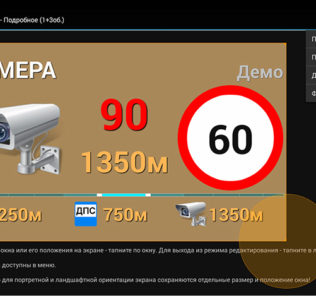 - Подробное (1+3об.)
МЕРА
Демо
90
60
1350м
250м
ДПС
750м
1350м
окна или его положения на экране - тапните по окну. Для выхода из режима редактирования - тапните в л
доступны в меню.
для портретной и ландшафтной ориентации экрана сохраняются отдельные размер и положение окна!